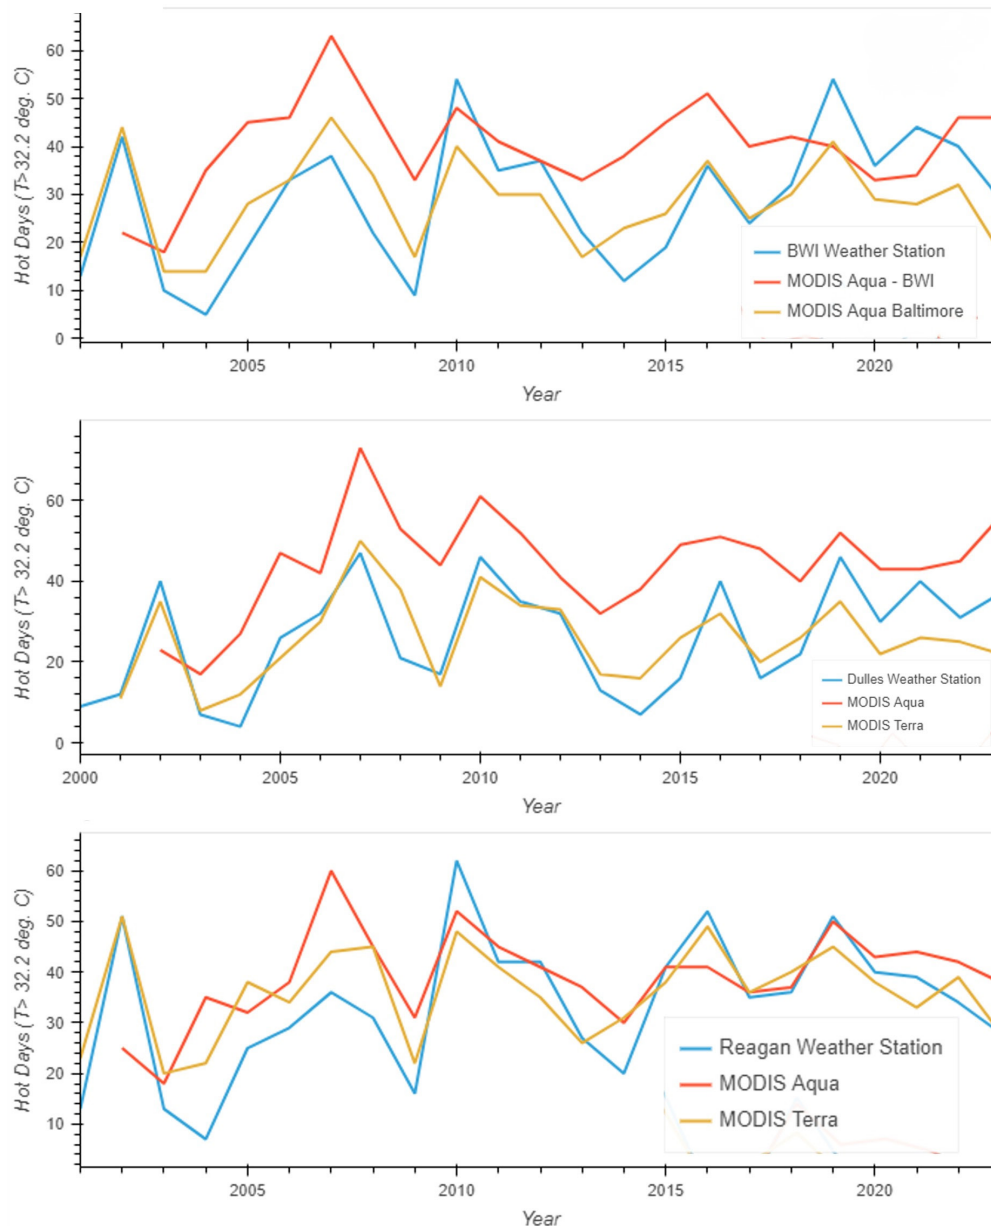 Hot Days (T> 32.2 deg. C)
60
50
40
30
20
10
0
BWI Weather Station
MODIS Aqua - BWI
MODIS Aqua Baltimore
2005
2010
2015
2020
Year
Hot Days (T> 32.2 deg. C)
60
40
20
0
Dulles Weather Station
MODIS Aqua
MODIS Terra
2000
2005
2010
2015
2020
Year
Hot Days (T> 32.2 deg. C)
60
50
40
30
20
10
Reagan Weather Station
MODIS Aqua
MODIS Terra
2005
2010
2015
2020
Year